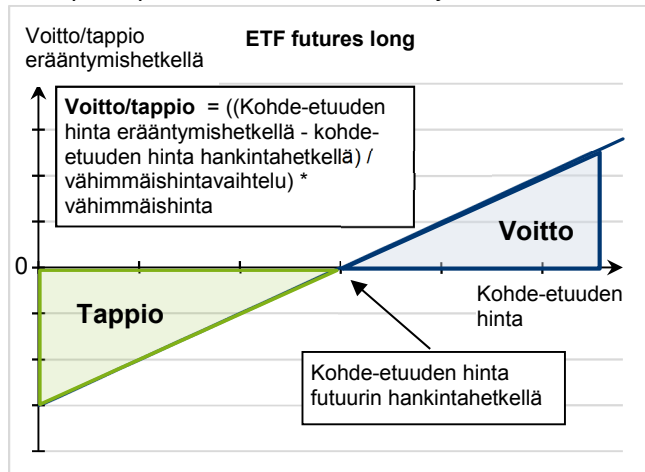 Voitto/tappio
erääntymishetkellä
ETF futures long
Voitto/tappio = ((Kohde-etuuden
hinta erääntymishetkellä - kohde-
etuuden hinta hankintahetkellä) /
vähimmäishintavaihtelu) *
vähimmäishinta
Voitto
0
Tappio
Kohde-etuuden
hinta
Kohde-etuuden hinta
futuurin hankintahetkellä